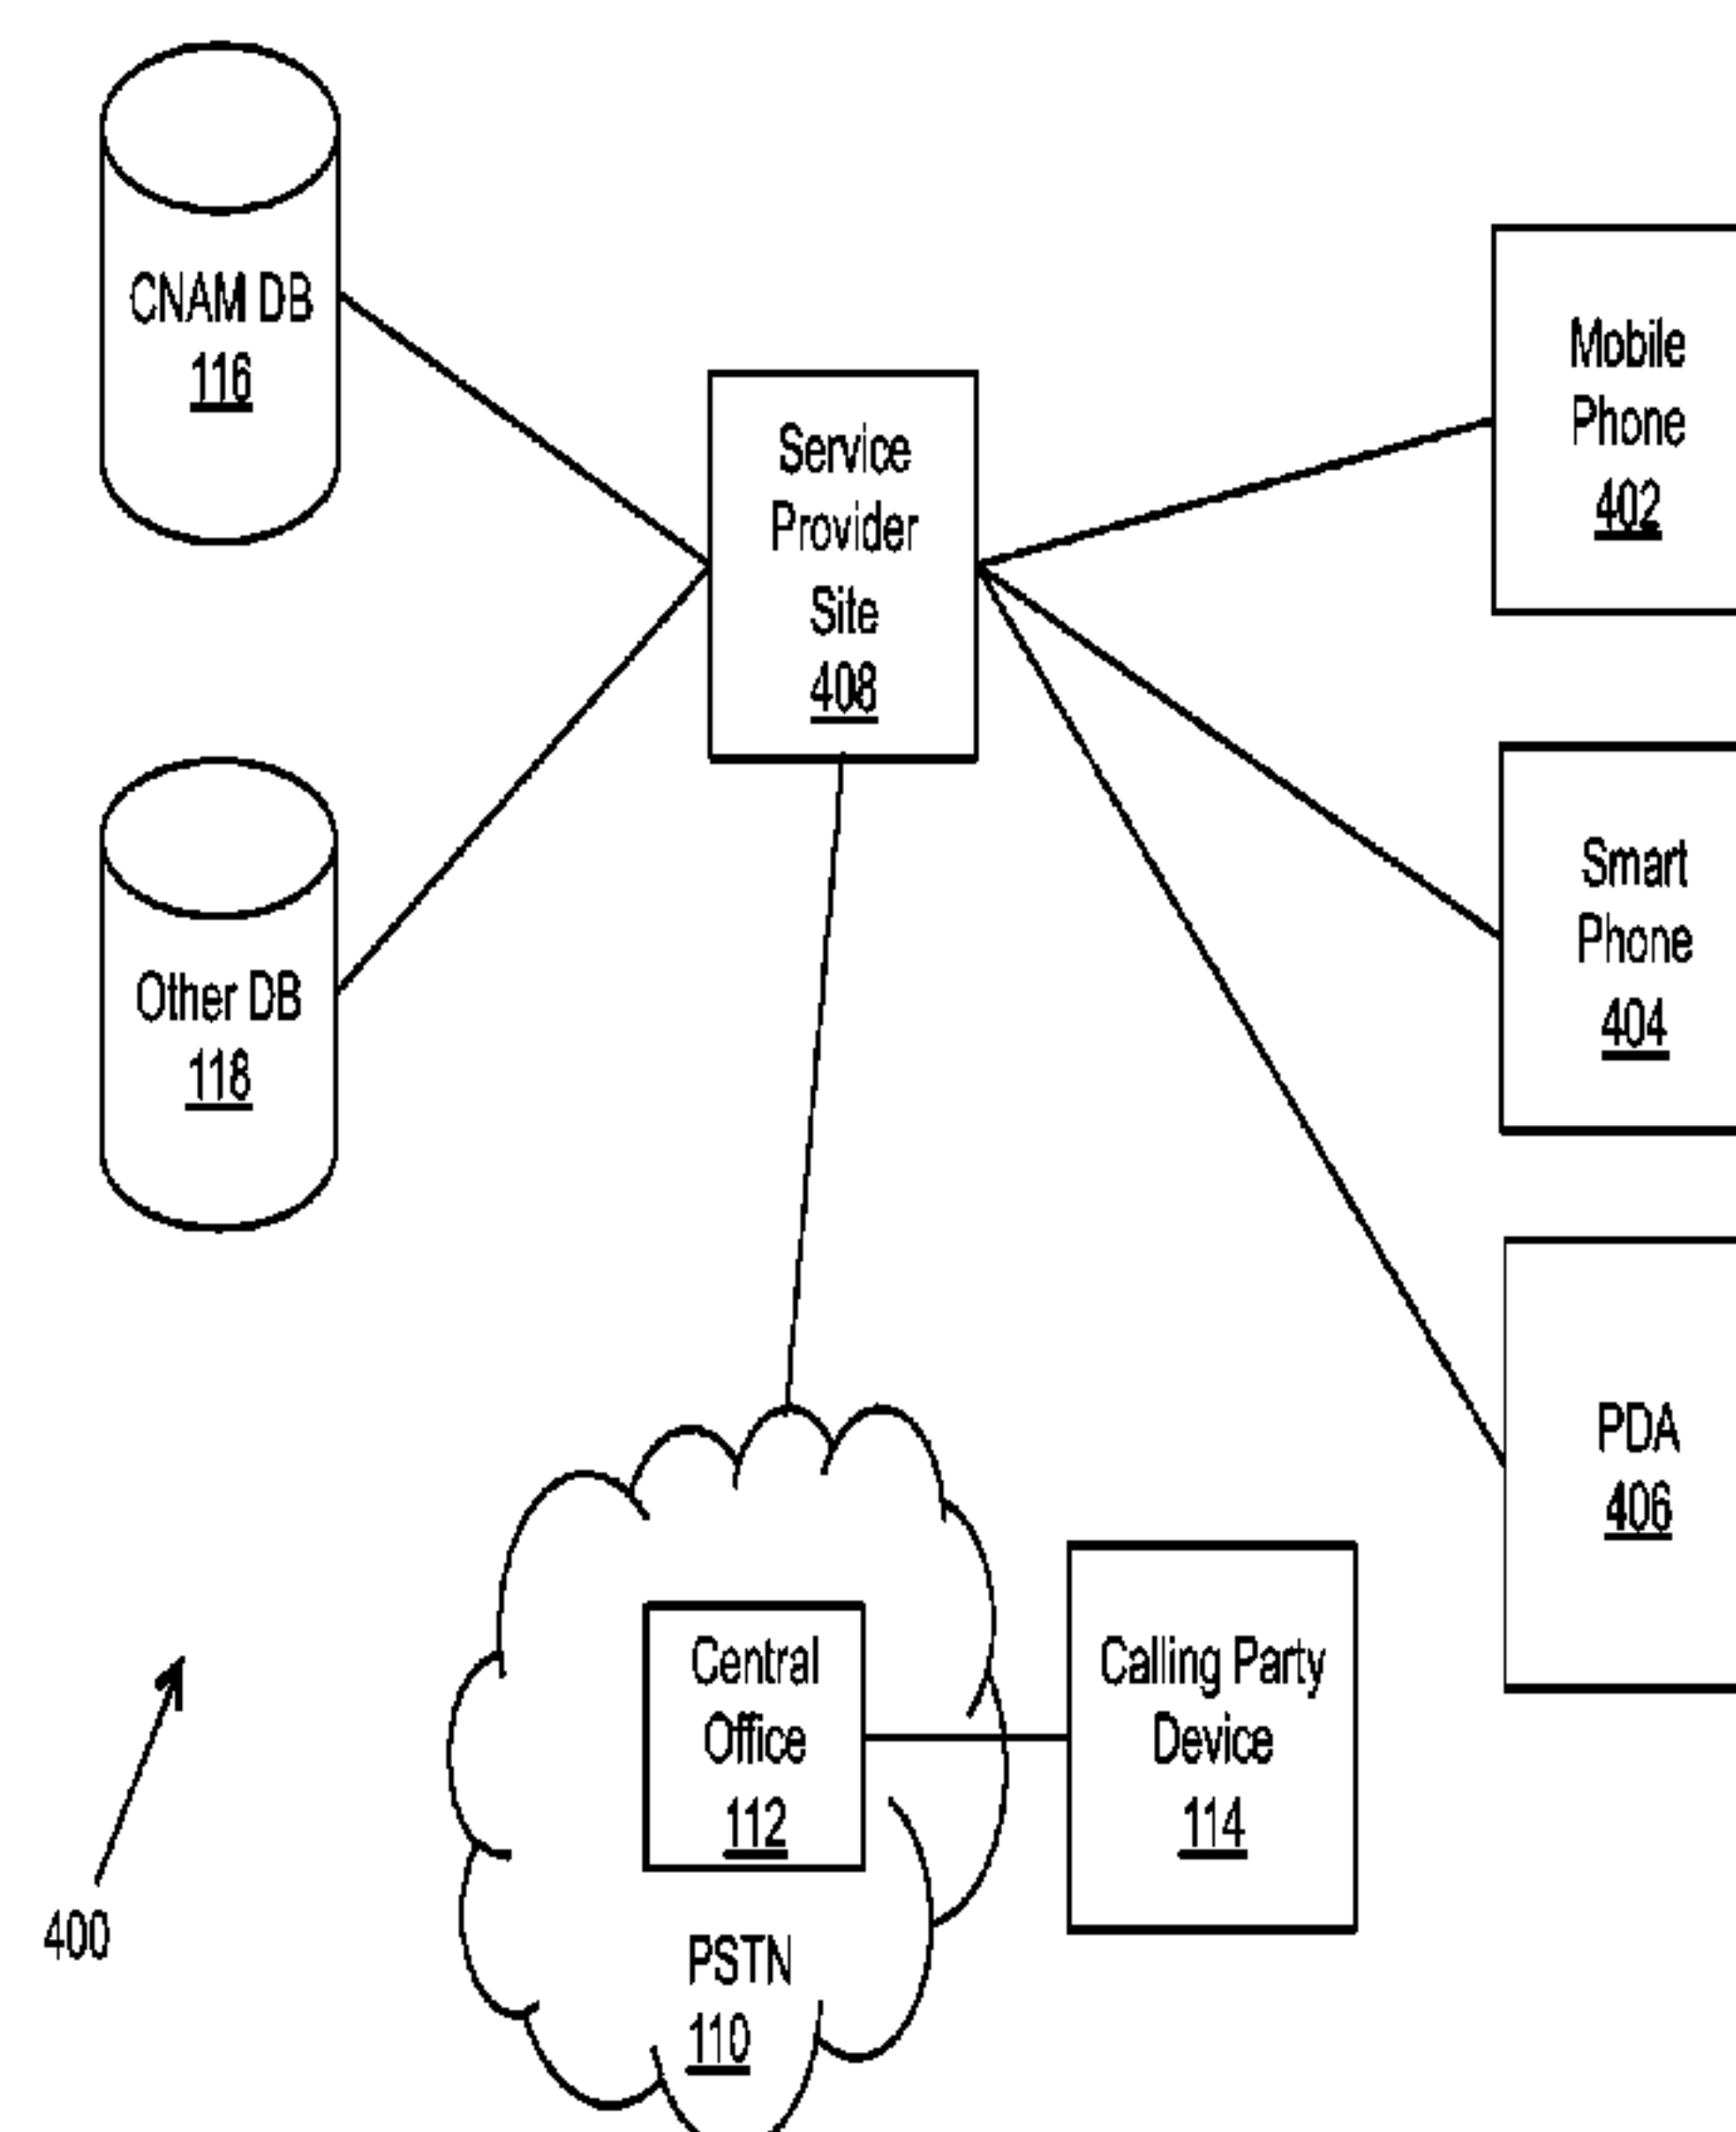 CNAM DB
116
Service
Provider
Site
408
Mobile
Phone
402
Other DB
118
Smart
Phone
404
PDA
406
Central
Office
112
Calling Party
Device
114
PSTN
110
400